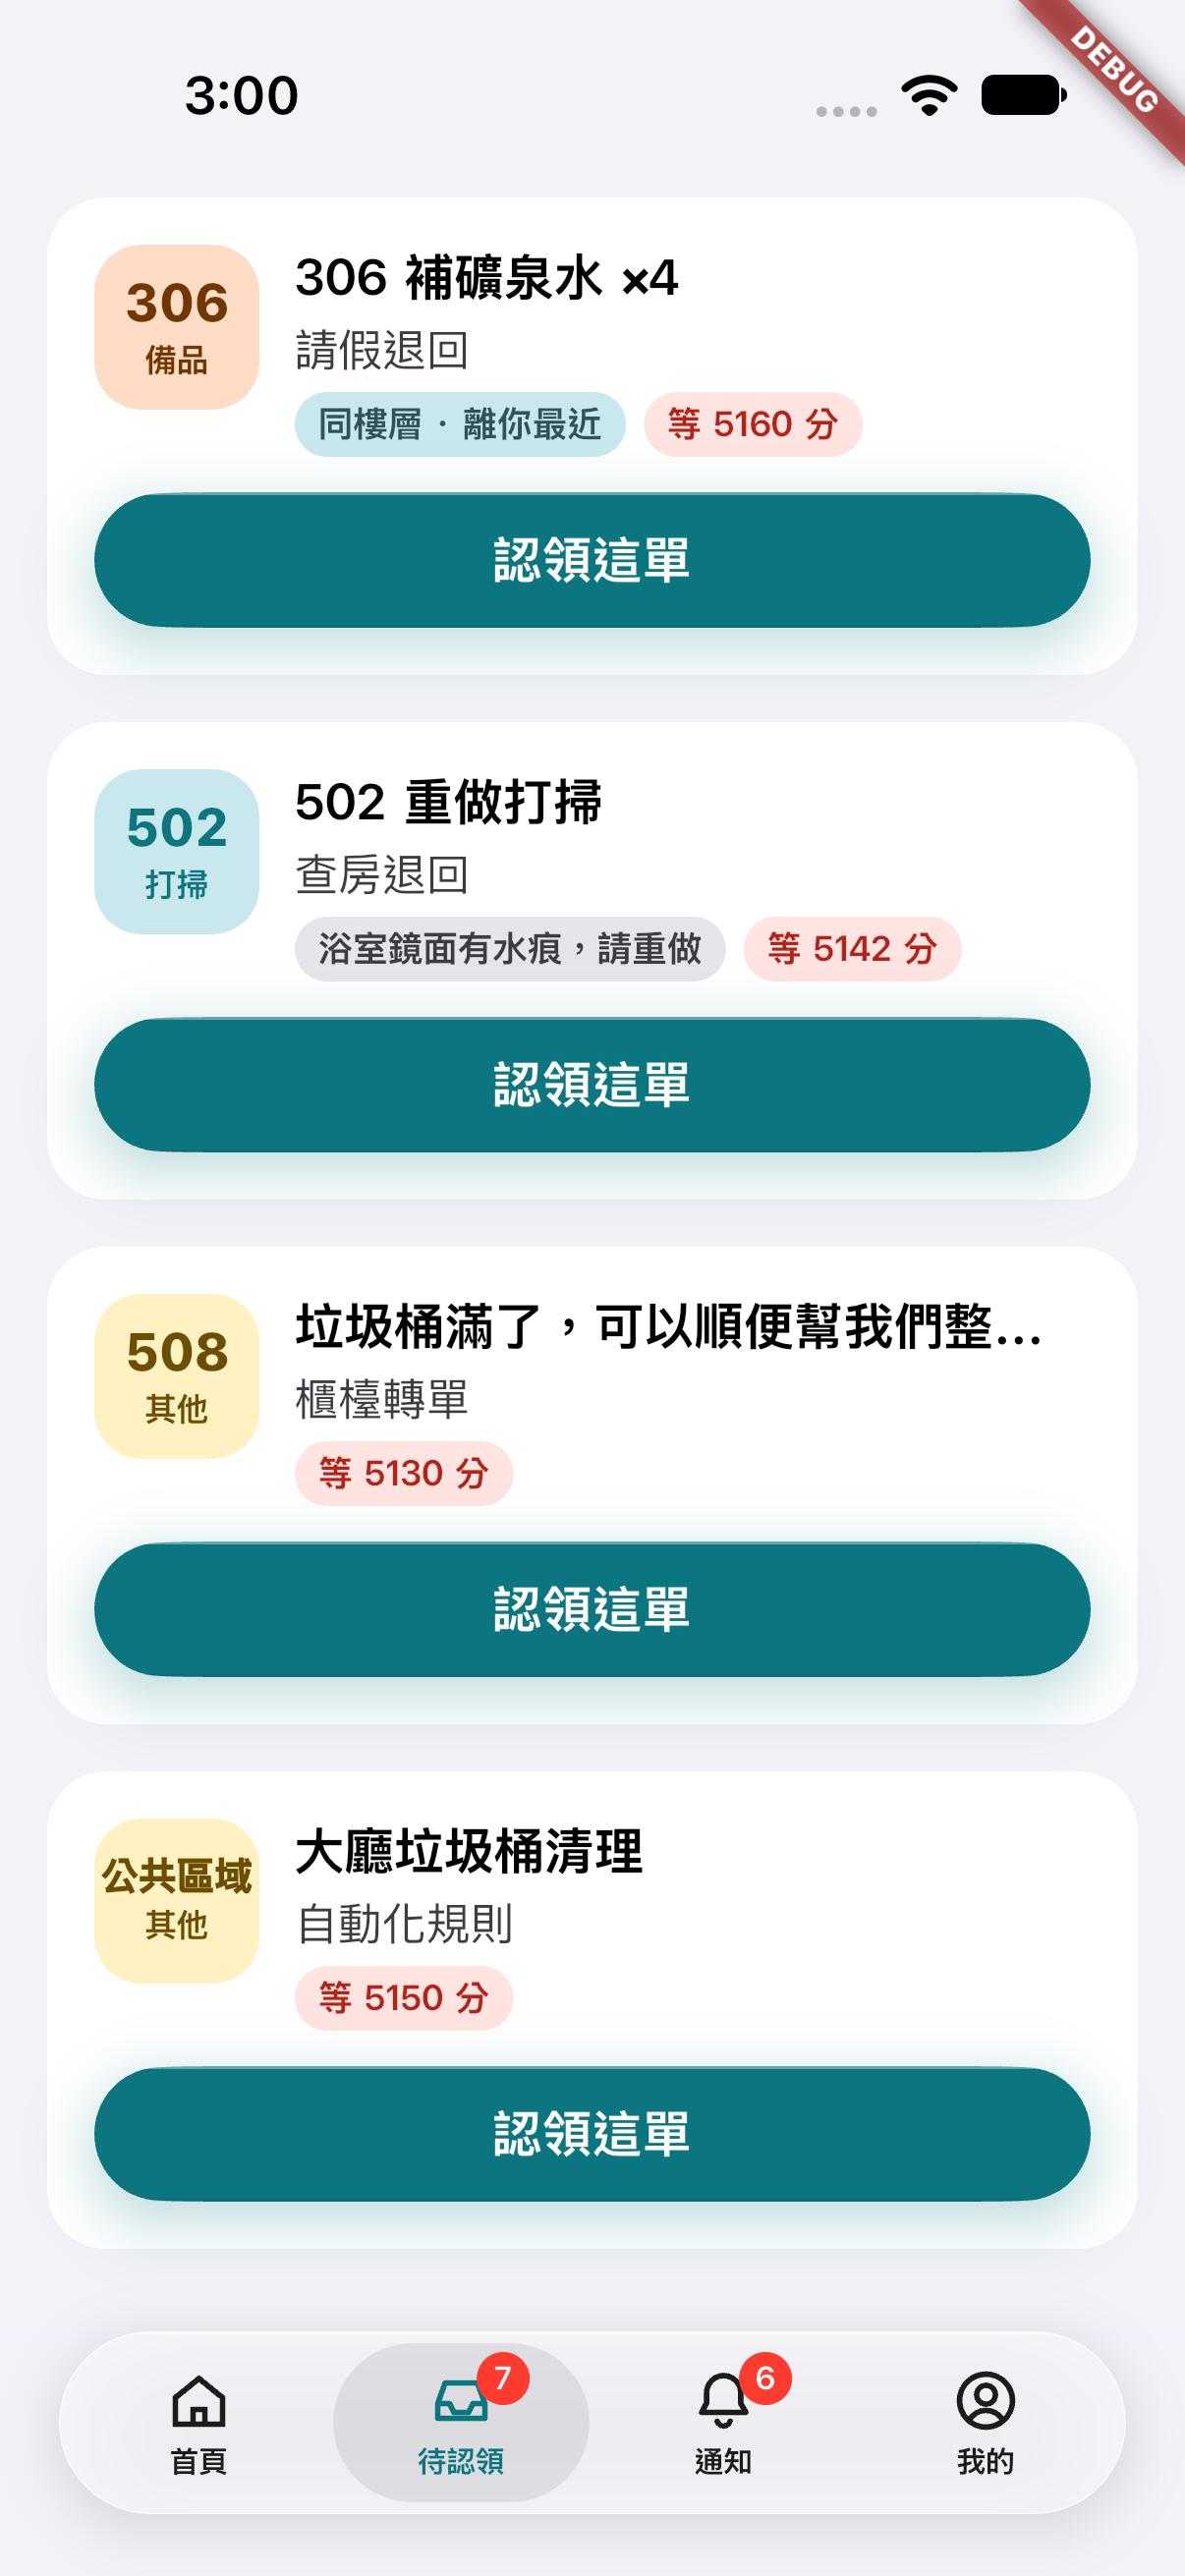 3:00
DEBUG
306
備品
306 補礦泉水 ×4
請假退回
同樓層 · 離你最近
等 5160 分
認領這單
502
打掃
502 重做打掃
查房退回
浴室鏡面有水痕，請重做
等 5142 分
認領這單
508
其他
垃圾桶滿了，可以順便幫我們整...
櫃檯轉單
等 5130 分
認領這單
公共區域
其他
大廳垃圾桶清理
自動化規則
等 5150 分
認領這單
首頁
7
待認領
6
通知
我的